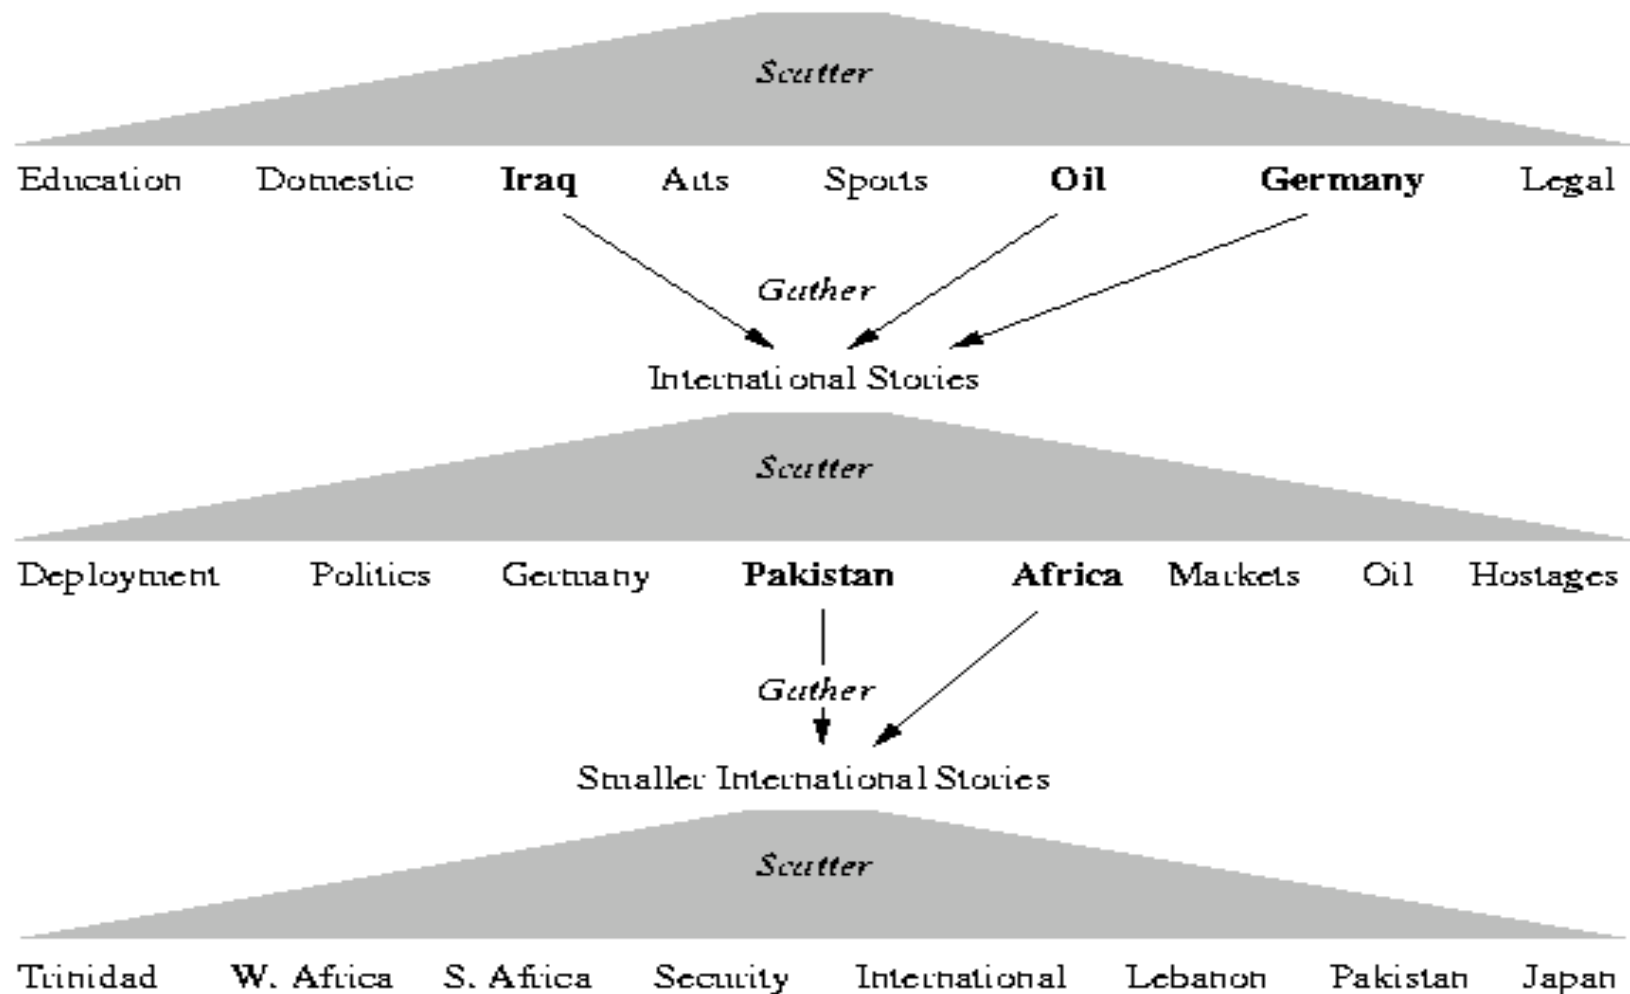 Scatter
Education Domestic Iraq Arts Sports Oil Germany Legal
Gather
International Stories
Scatter
Deployment Politics Germany Pakistan Africa Markets Oil Hostages
Gather
Smaller International Stories
Scatter
Trinidad W. Africa S. Africa Security International Lebanon Pakistan Japan